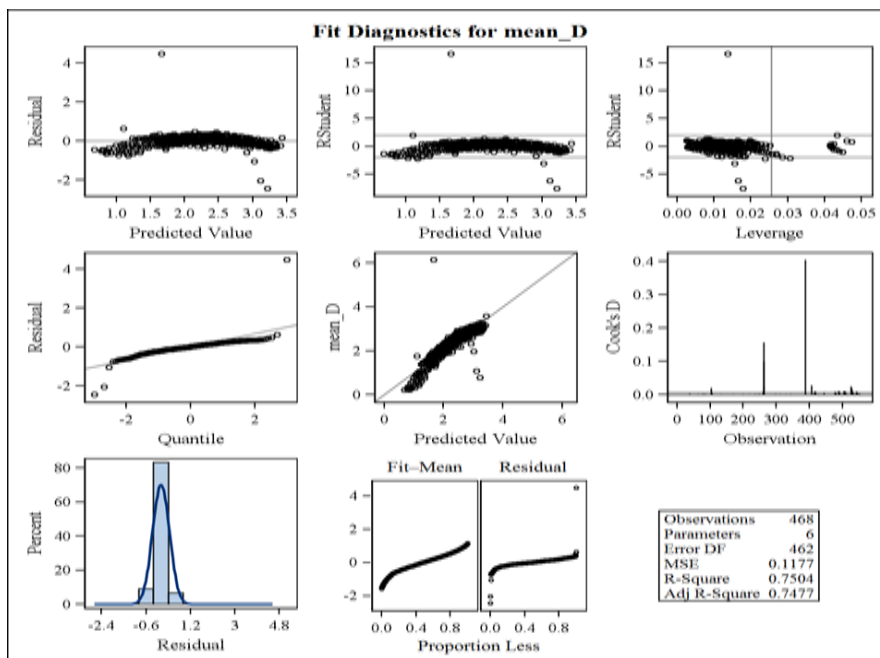 Fit Diagnostics for mean_D
4
2
0
-2
Residual
1.0 1.5 2.0 2.5 3.0 3.5
Predicted Value
15
10
5
0
-5
RStudent
1.0 1.5 2.0 2.5 3.0 3.5
Predicted Value
15
10
5
0
-5
RStudent
0.00 0.01 0.02 0.03 0.04 0.05
Leverage
4
2
0
-2
Residual
-2 0 2
Quantile
6
4
2
0
mean_D
0 2 4 6
Predicted Value
0.4
0.3
0.2
0.1
0.0
Cook's D
0 100 200 300 400 500
Observation
80
60
40
20
0
Percent
-2.4 -0.6 1.2 3 4.8
Residual
Fit–Mean Residual
4
2
0
-2
0.0 0.4 0.8 0.0 0.4 0.8
Proportion Less
Observations 468
Parameters 6
Error DF 462
MSE 0.1177
R-Square 0.7504
Adj R-Square 0.7477